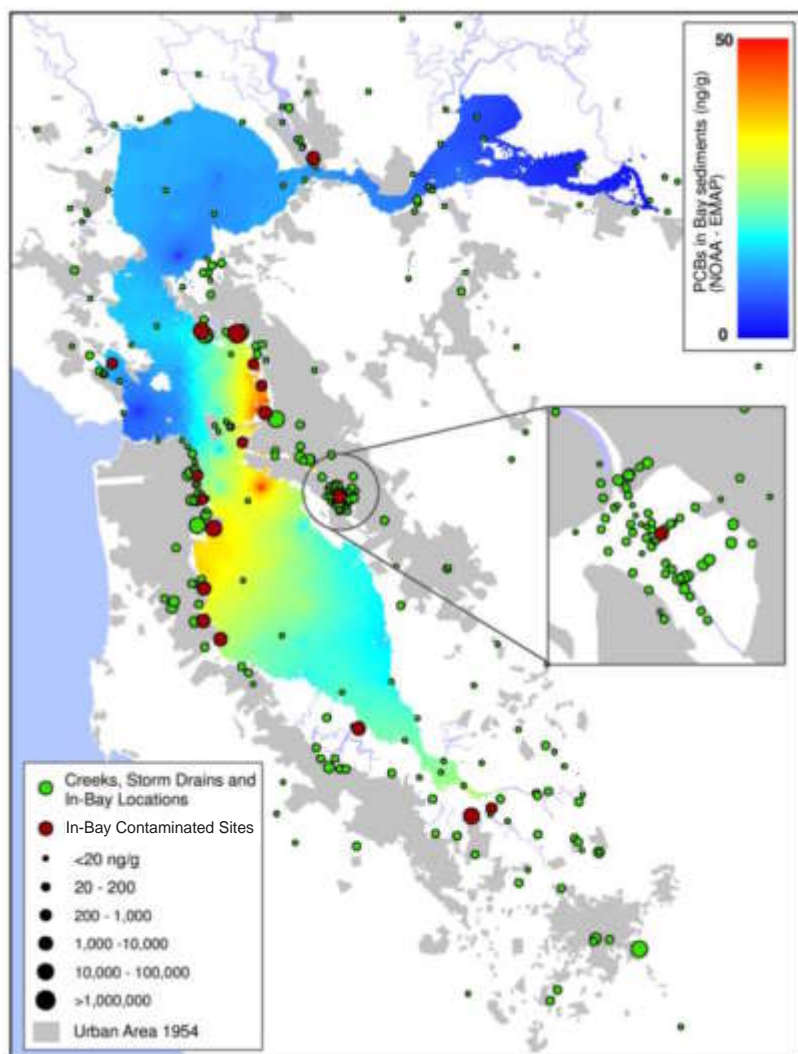 50
PCBs in Bay sediments (ng/g)
(NOAA - EMAP)
0
Creeks, Storm Drains and
In-Bay Locations
In-Bay Contaminated Sites
<20 ng/g
20 - 200
200 - 1,000
1,000 -10,000
10,000 - 100,000
>1,000,000
Urban Area 1954